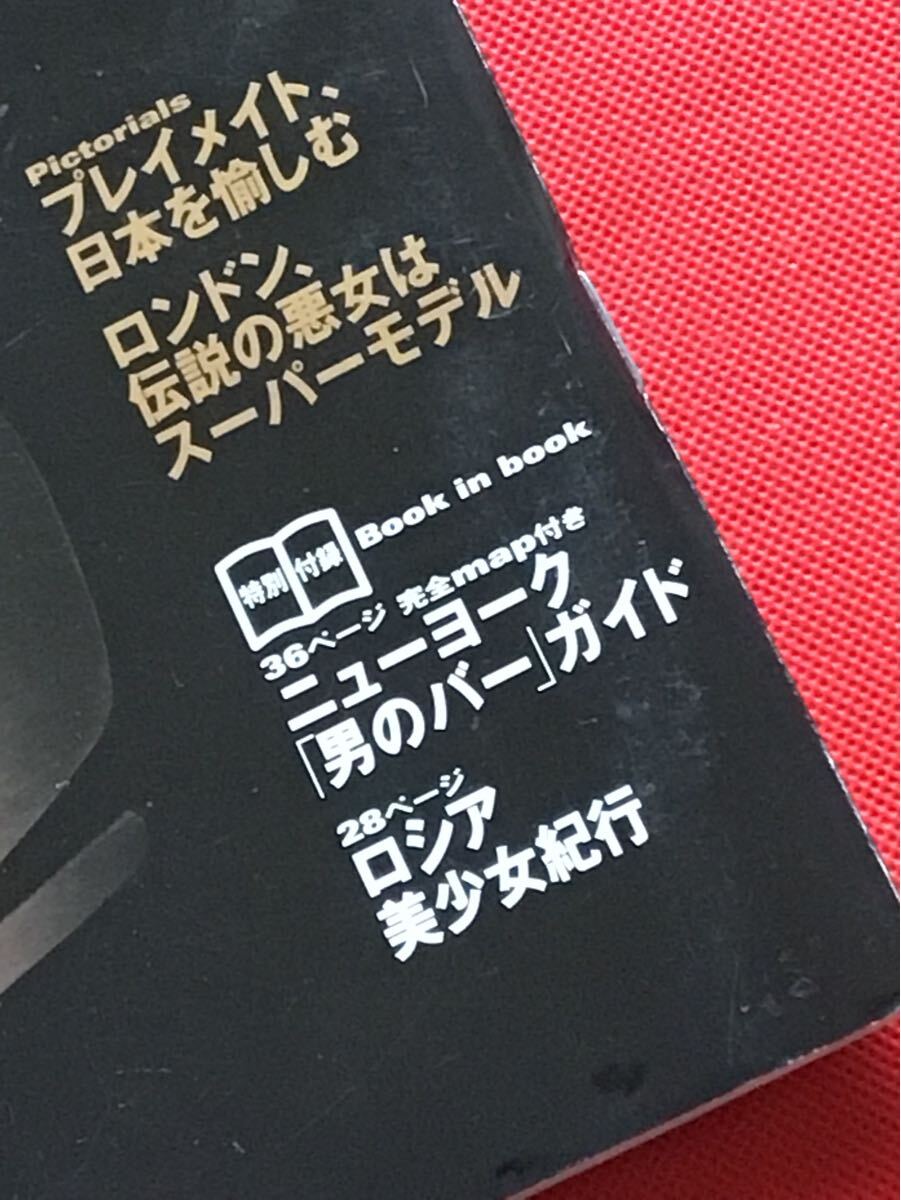 Pictorials
プレイメイト、
日本を愉しむ
ロンドン、
伝説の悪女は
スーパーモデル
特別付録
Book in book
36ページ 完全map付き
ニューヨーク
「男のバー」ガイド
28ページ
ロシア
美少女紀行